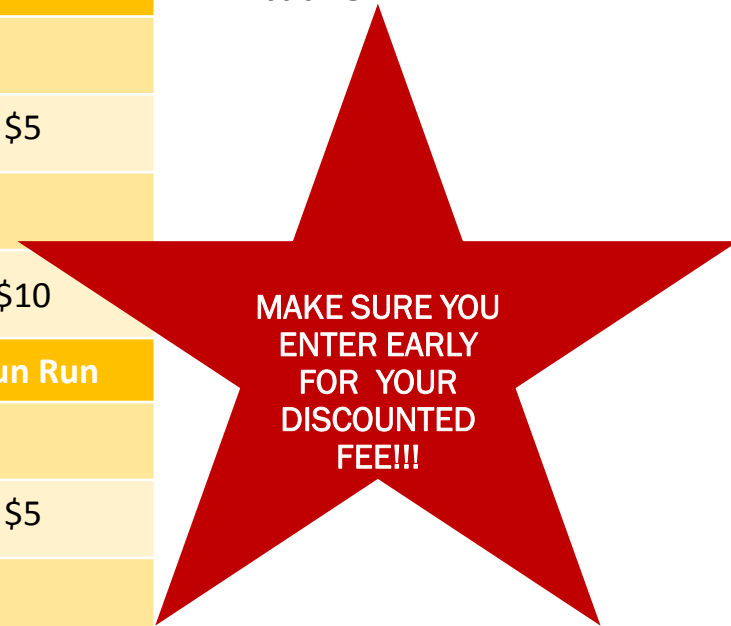 $5
$10
un Run
$5
MAKE SURE YOU
ENTER EARLY
FOR YOUR
DISCOUNTED
FEE!!!